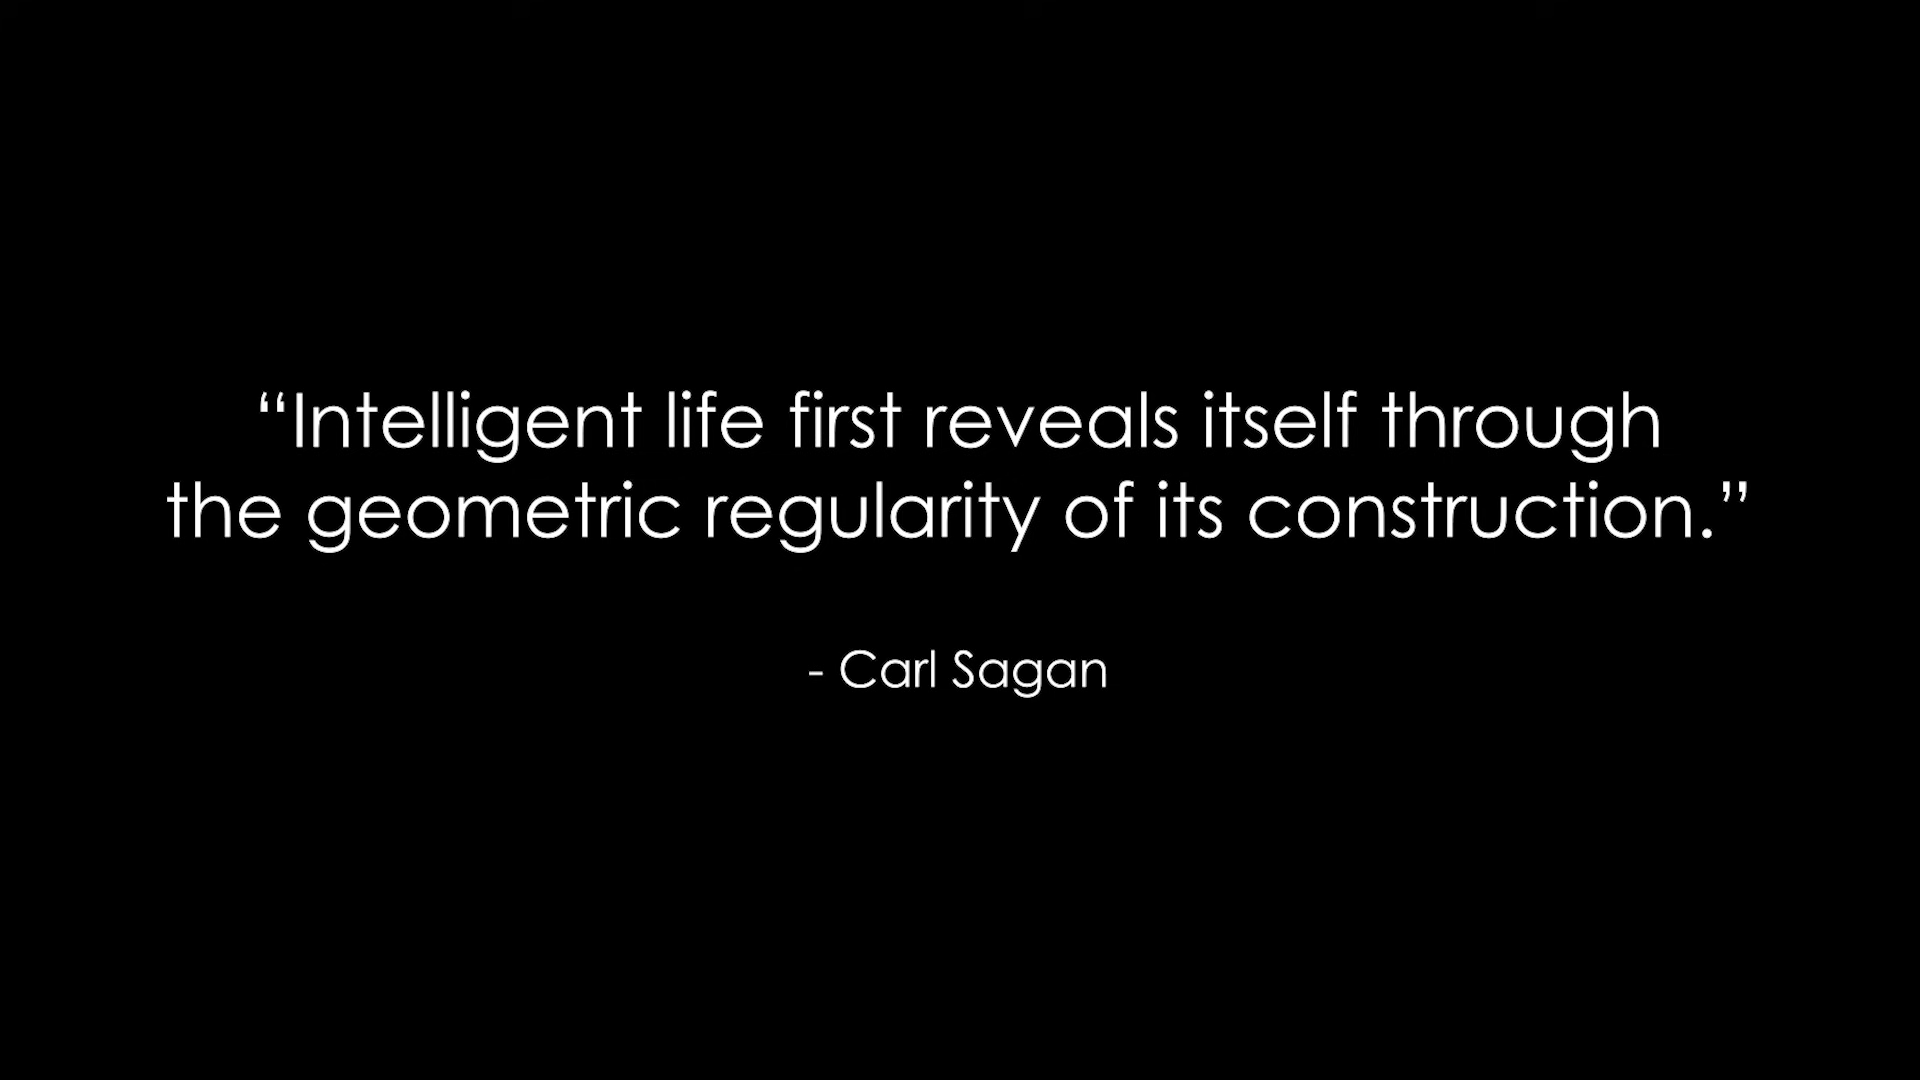 “Intelligent life first reveals itself through
the geometric regularity of its construction.”
- Carl Sagan